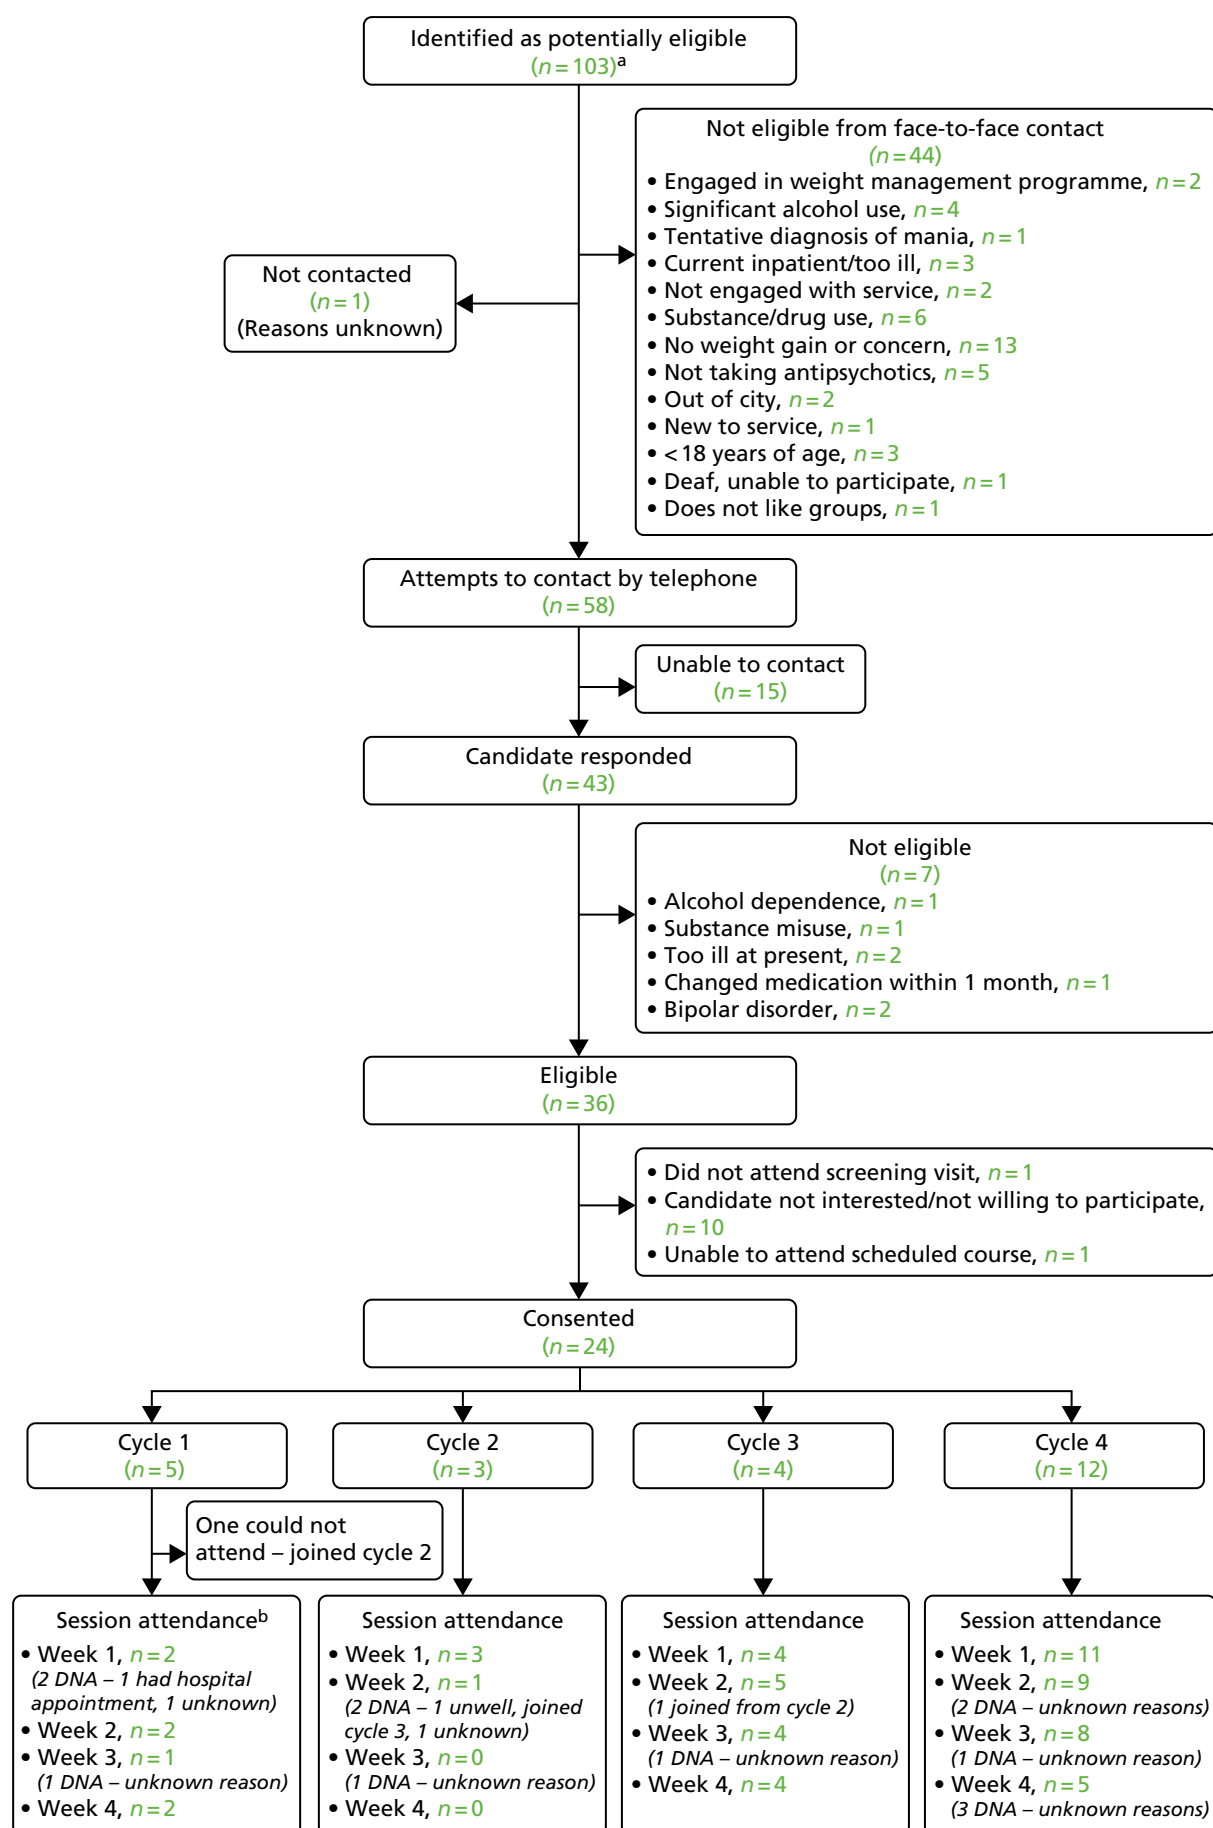 Identified as potentially eligible
(n=103)a
Not eligible from face-to-face contact
(n=44)
• Engaged in weight management programme, n=2
• Significant alcohol use, n=4
• Tentative diagnosis of mania, n=1
• Current inpatient/too ill, n=3
• Not engaged with service, n=2
• Substance/drug use, n=6
• No weight gain or concern, n=13
• Not taking antipsychotics, n=5
• Out of city, n=2
• New to service, n=1
• <18 years of age, n=3
• Deaf, unable to participate, n=1
• Does not like groups, n=1
Not contacted
(n=1)
(Reasons unknown)
Attempts to contact by telephone
(n=58)
Unable to contact
(n=15)
Candidate responded
(n=43)
Not eligible
(n=7)
• Alcohol dependence, n=1
• Substance misuse, n=1
• Too ill at present, n=2
• Changed medication within 1 month, n=1
• Bipolar disorder, n=2
Eligible
(n=36)
• Did not attend screening visit, n=1
• Candidate not interested/not willing to participate,
n=10
• Unable to attend scheduled course, n=1
Consented
(n=24)
Cycle 1
(n=5)
Cycle 2
(n=3)
Cycle 3
(n=4)
Cycle 4
(n=12)
One could not
attend – joined cycle 2
Session attendanceb
• Week 1, n=2
(2 DNA – 1 had hospital
appointment, 1 unknown)
• Week 2, n=2
• Week 3, n=1
(1 DNA – unknown reason)
• Week 4, n=2
Session attendance
• Week 1, n=3
• Week 2, n=1
(2 DNA – 1 unwell, joined
cycle 3, 1 unknown)
• Week 3, n=0
(1 DNA – unknown reason)
• Week 4, n=0
Session attendance
• Week 1, n=4
• Week 2, n=5
(1 joined from cycle 2)
• Week 3, n=4
(1 DNA – unknown reason)
• Week 4, n=4
Session attendance
• Week 1, n=11
• Week 2, n=9
(2 DNA – unknown reasons)
• Week 3, n=8
(1 DNA – unknown reason)
• Week 4, n=5
(3 DNA – unknown reasons)